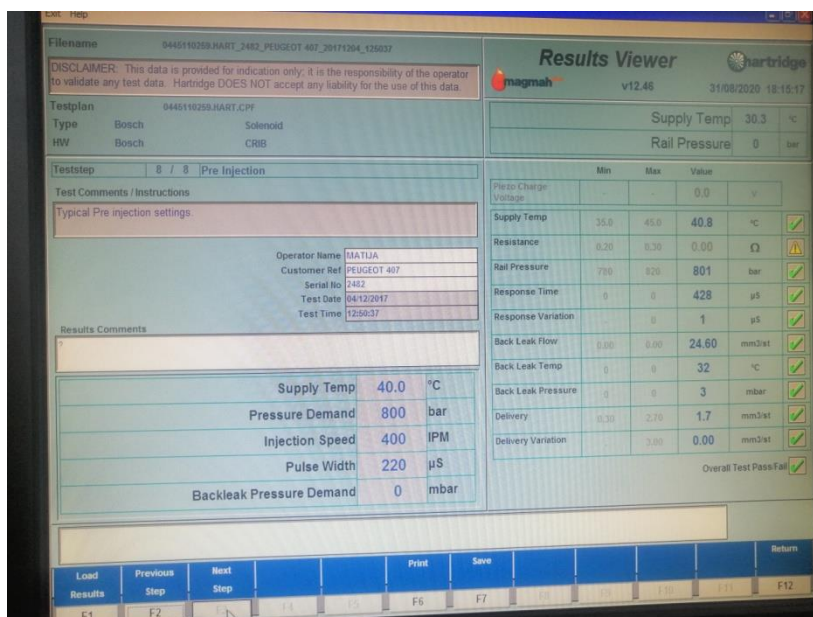 Exit Help
Filename 0445110259.HART_2482_PEUGEOT 407_20171204_125037
DISCLAIMER: This data is provided for indication only; it is the responsibility of the operator
to validate any test data. Hartridge DOES NOT accept any liability for the use of this data.
Testplan 0445110259.HART.CPF
Type Bosch Solenoid
HW Bosch CRIB
Results Viewer
hartridge
magmah
v12.46 31/08/2020 18:15:17
Supply Temp 30.3 °C
Rail Pressure 0 bar
Teststep 8 / 8 Pre Injection
Test Comments / Instructions
Typical Pre injection settings.
Operator Name MATIJA
Customer Ref PEUGEOT 407
Serial No 2482
Test Date 04/12/2017
Test Time 12:50:37
Results Comments
?
Supply Temp 40.0 °C
Pressure Demand 800 bar
Injection Speed 400 IPM
Pulse Width 220 µS
Backleak Pressure Demand 0 mbar
Min Max Value
Piezo Charge
Voltage - - 0.0 v
Supply Temp 35.0 45.0 40.8 °C
Resistance 0.20 0.30 0.00 Ω
Rail Pressure 780 820 801 bar
Response Time 0 0 428 µS
Response Variation 0 1 µS
Back Leak Flow 0.00 0.00 24.60 mm3/st
Back Leak Temp 0 0 32 °C
Back Leak Pressure 0 0 3 mbar
Delivery 0.30 2.70 1.7 mm3/st
Delivery Variation 3.00 0.00 mm3/st
Overall Test Pass/Fail
Load
Results
F1
Previous
Step
F2
Next
Step
F3
F4
F5
Print
F6
Save
F7
F8
F9
F10
F11
Return
F12